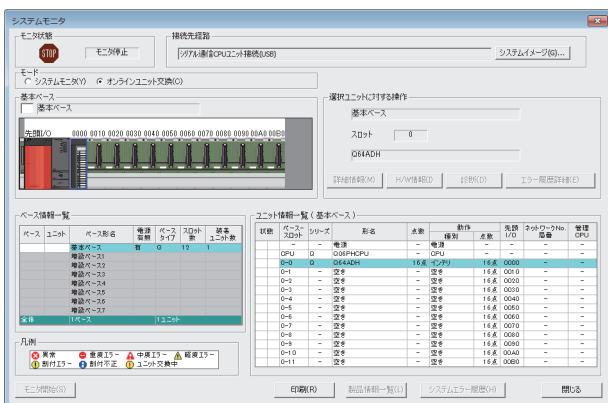 システムモニタ
モニタ状態
STOP
モニタ停止
接続先経路
シリアル通信CPUユニット接続(USB)
システムイメージ(G)...
モード
システムモニタ(Y) オンラインユニット交換(O)
基本ベース
基本ベース
先頭I/O 0000 0010 0020 0030 0040 0050 0060 0070 0080 0090 00A0 00B0
選択ユニットに対する操作
基本ベース
スロット 0
Q64ADH
詳細情報(M) H/W情報(I) 診断(D) エラー履歴詳細(E)
ベース情報一覧
ベース ユニット ベース形名 電源有無 ベースタイプ スロット数 装着ユニット数
基本ベース 有 Q 12 1
増設ベース1
増設ベース2
増設ベース3
増設ベース4
増設ベース5
増設ベース6
増設ベース7
全体 1ベース 1ユニット
ユニット情報一覧 (基本ベース)
状態 ベース-スロット シリーズ 形名 点数 動作 種別 点数 先頭I/O ネットワークNo.局番 管理CPU
- - 電源 - 電源 - - - -
CPU Q Q06PHCPU - CPU - - - -
0-0 Q Q64ADH 16点 インテリ 16点 0000 - -
0-1 - 空き - 空き 16点 0010 - -
0-2 - 空き - 空き 16点 0020 - -
0-3 - 空き - 空き 16点 0030 - -
0-4 - 空き - 空き 16点 0040 - -
0-5 - 空き - 空き 16点 0050 - -
0-6 - 空き - 空き 16点 0060 - -
0-7 - 空き - 空き 16点 0070 - -
0-8 - 空き - 空き 16点 0080 - -
0-9 - 空き - 空き 16点 0090 - -
0-10 - 空き - 空き 16点 00A0 - -
0-11 - 空き - 空き 16点 00B0 - -
凡例
異常 重度エラー 中度エラー 軽度エラー
割付エラー 割付不正 ユニット交換中
モニタ開始(S) 印刷(R) 製品情報一覧(L) システムエラー履歴(H) 閉じる